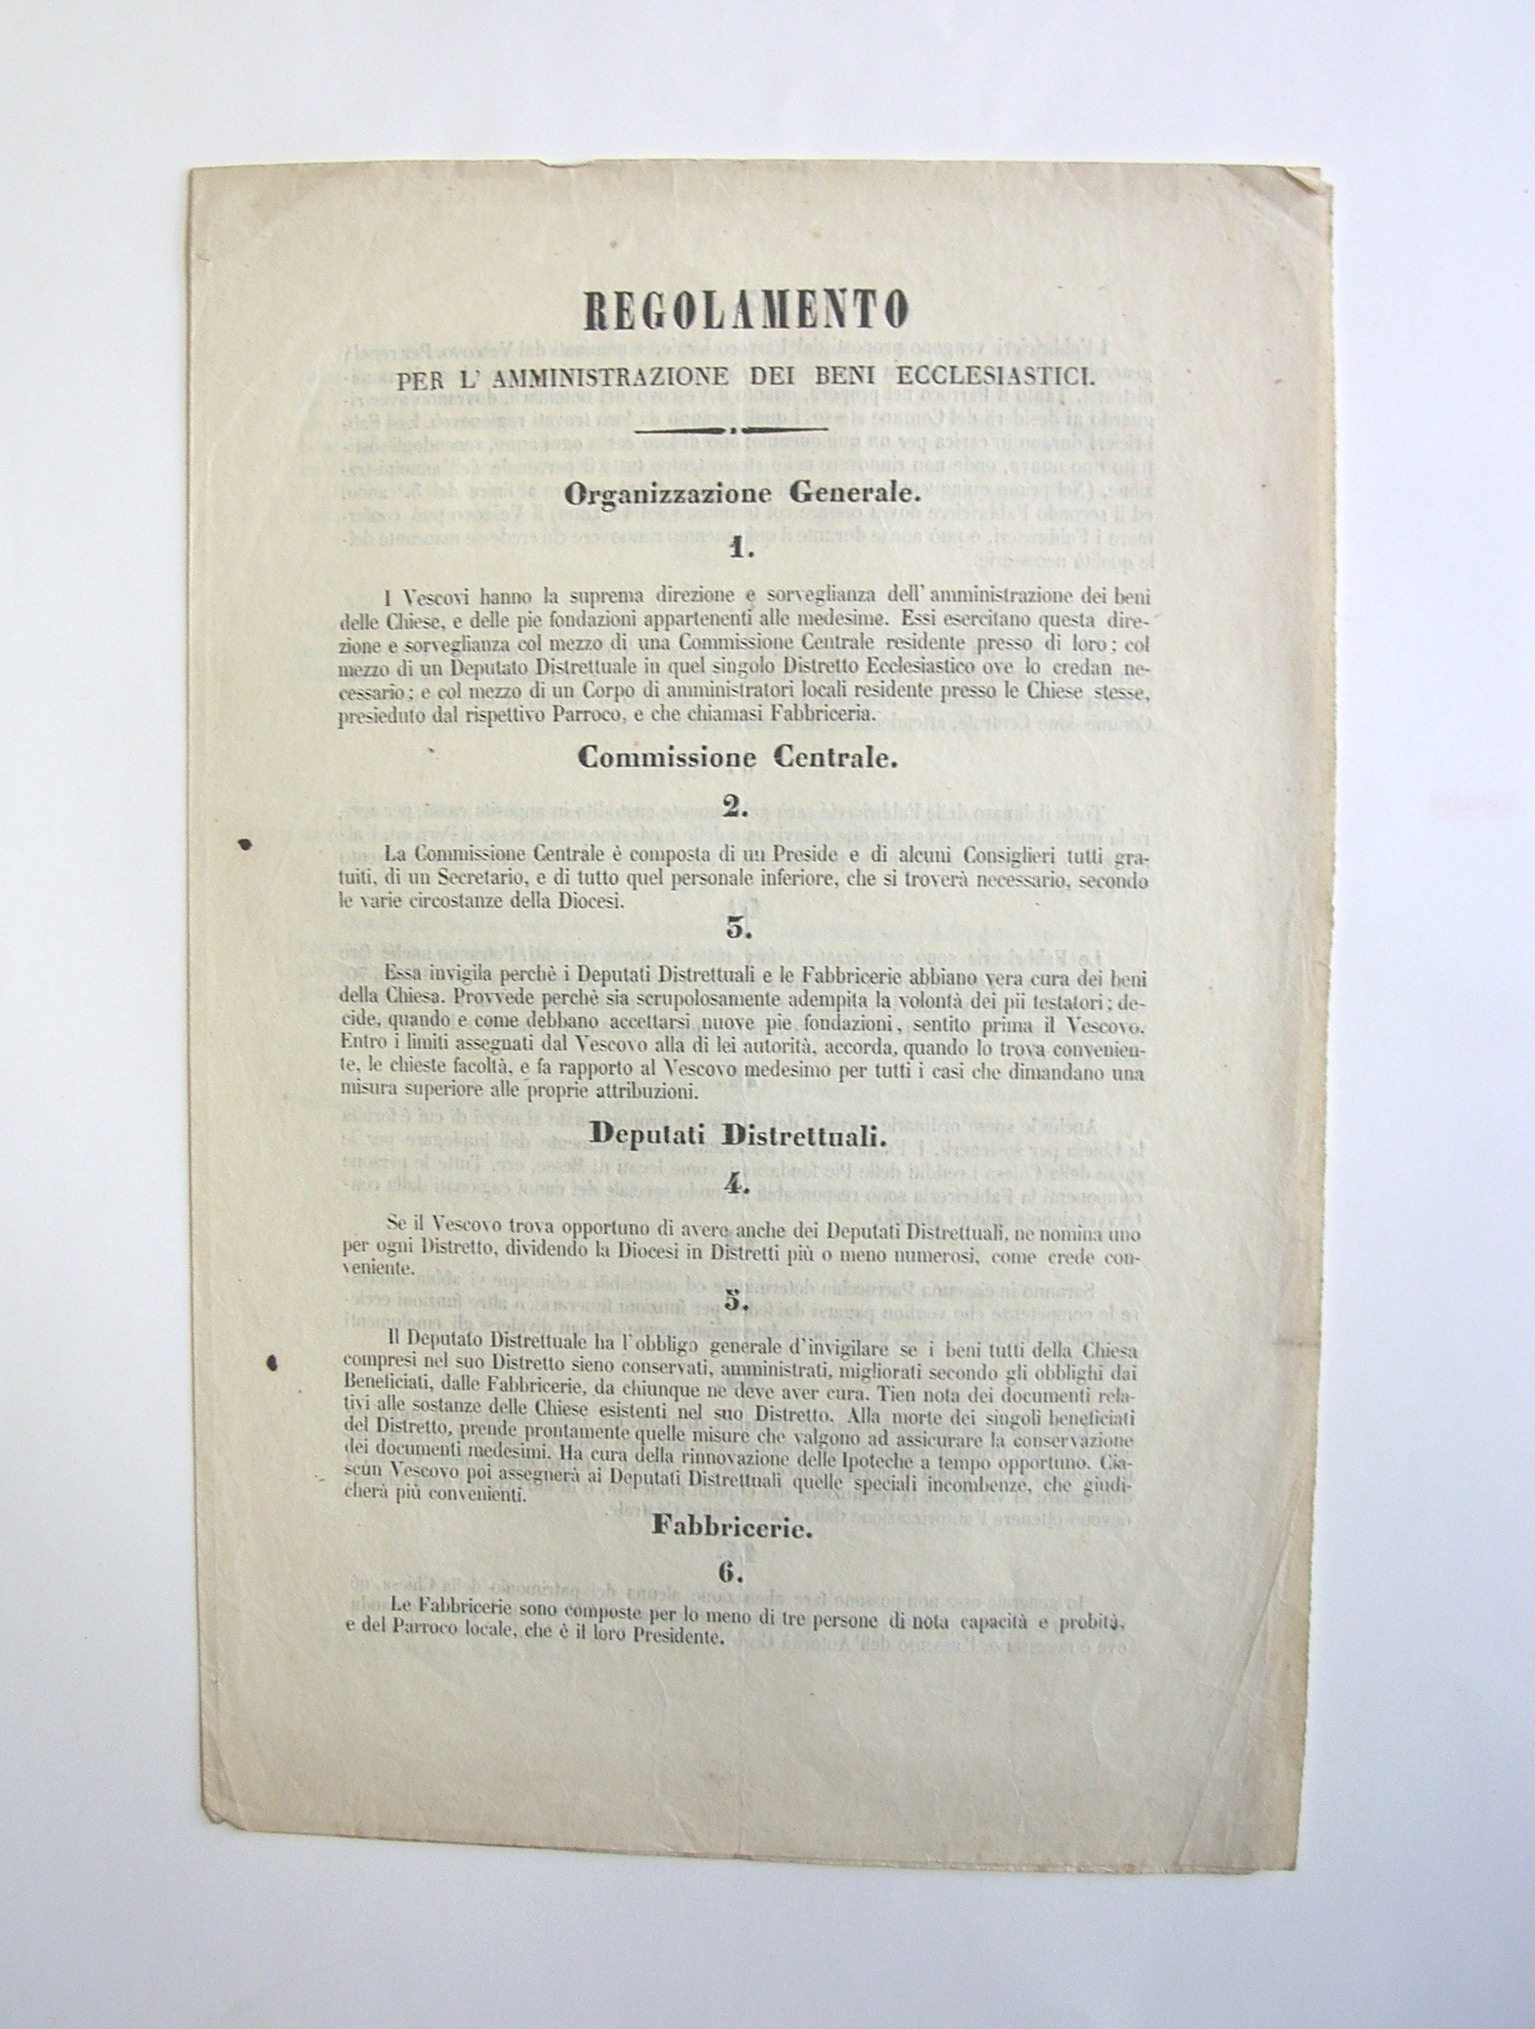 REGOLAMENTO
PER L' AMMINISTRAZIONE DEI BENI ECCLESIASTICI.
Organizzazione Generale.
1.
I Vescovi hanno la suprema direzione e sorveglianza dell' amministrazione dei beni
delle Chiese, e delle pie fondazioni appartenenti alle medesime. Essi esercitano questa dire-
zione e sorveglianza col mezzo di una Commissione Centrale residente presso di loro; col
mezzo di un Deputato Distrettuale in quel singolo Distretto Ecclesiastico ove lo credan ne-
cessario; e col mezzo di un Corpo di amministratori locali residente presso le Chiese stesse,
presieduto dal rispettivo Parroco, e che chiamasi Fabbriceria.
Commissione Centrale.
2.
La Commissione Centrale è composta di un Preside e di alcuni Consiglieri tutti gra-
tuiti, di un Secretario, e di tutto quel personale inferiore, che si troverà necessario, secondo
le varie circostanze della Diocesi.
3.
Essa invigila perchè i Deputati Distrettuali e le Fabbricerie abbiano vera cura dei beni
della Chiesa. Provvede perchè sia scrupolosamente adempita la volontà dei pii testatori; de-
cide, quando e come debbano accettarsi nuove pie fondazioni, sentito prima il Vescovo.
Entro i limiti assegnati dal Vescovo alla di lei autorità, accorda, quando lo trova convenien-
te, le chieste facoltà, e fa rapporto al Vescovo medesimo per tutti i casi che dimandano una
misura superiore alle proprie attribuzioni.
Deputati Distrettuali.
4.
Se il Vescovo trova opportuno di avere anche dei Deputati Distrettuali, ne nomina uno
per ogni Distretto, dividendo la Diocesi in Distretti più o meno numerosi, come crede con-
veniente.
5.
Il Deputato Distrettuale ha l'obbligo generale d'invigilare se i beni tutti della Chiesa
compresi nel suo Distretto sieno conservati, amministrati, migliorati secondo gli obblighi dai
Beneficiati, dalle Fabbricerie, da chiunque ne deve aver cura. Tien nota dei documenti rela-
tivi alle sostanze delle Chiese esistenti nel suo Distretto. Alla morte dei singoli beneficiati
del Distretto, prende prontamente quelle misure che valgono ad assicurare la conservazione
dei documenti medesimi. Ha cura della rinnovazione delle Ipoteche a tempo opportuno. Cia-
scun Vescovo poi assegnerà ai Deputati Distrettuali quelle speciali incombenze, che giudi-
cherà più convenienti.
Fabbricerie.
6.
Le Fabbricerie sono composte per lo meno di tre persone di nota capacità e probità,
e del Parroco locale, che è il loro Presidente.